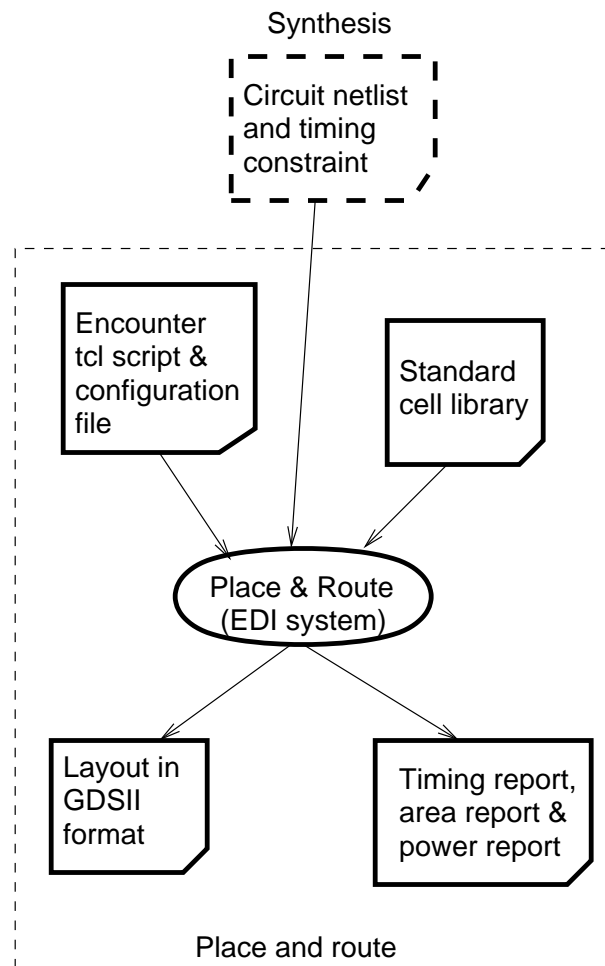 Synthesis
Circuit netlist
and timing
constraint
Encounter
tcl script &
configuration
file
Standard
cell library
Place & Route
(EDI system)
Layout in
GDSII
format
Timing report,
area report &
power report
Place and route